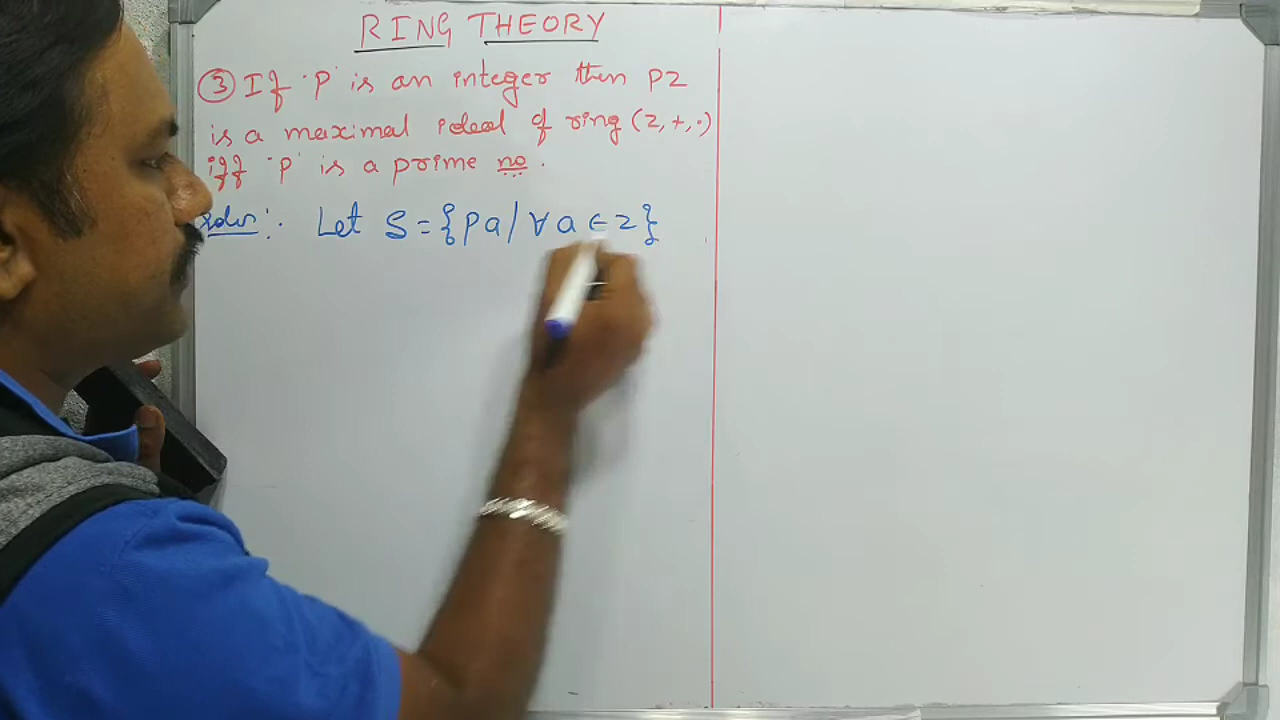 RING THEORY
③ If 'P' is an integer then PZ
is a maximal ideal of ring (Z,+,·)
iff 'P' is a prime no.
Soln:- Let S={Pa/∀a∈Z}